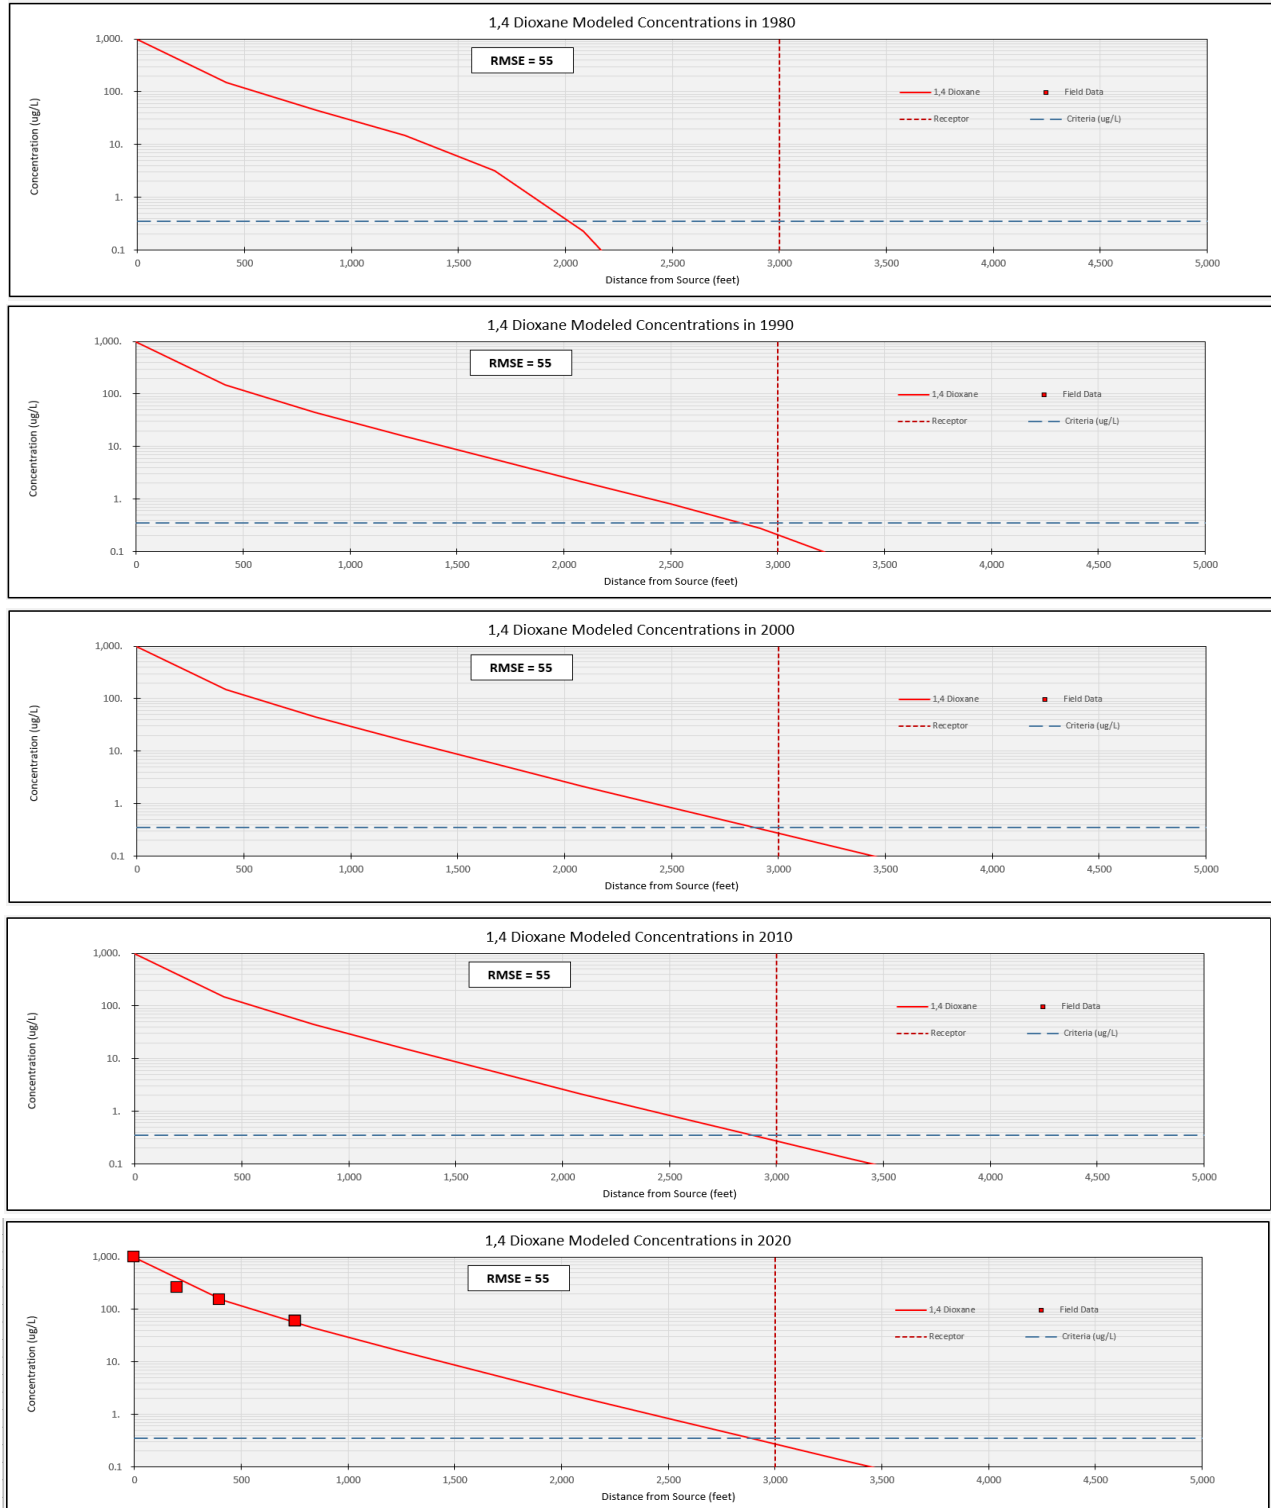 1,4 Dioxane Modeled Concentrations in 1980
RMSE = 55
Concentration (ug/L)
1,000.
100.
10.
1.
0.1
1,4 Dioxane Field Data
Receptor Criteria (ug/L)
0 500 1,000 1,500 2,000 2,500 3,000 3,500 4,000 4,500 5,000
Distance from Source (feet)
1,4 Dioxane Modeled Concentrations in 1990
RMSE = 55
Concentration (ug/L)
1,000.
100.
10.
1.
0.1
1,4 Dioxane Field Data
Receptor Criteria (ug/L)
0 500 1,000 1,500 2,000 2,500 3,000 3,500 4,000 4,500 5,000
Distance from Source (feet)
1,4 Dioxane Modeled Concentrations in 2000
RMSE = 55
Concentration (ug/L)
1,000.
100.
10.
1.
0.1
1,4 Dioxane Field Data
Receptor Criteria (ug/L)
0 500 1,000 1,500 2,000 2,500 3,000 3,500 4,000 4,500 5,000
Distance from Source (feet)
1,4 Dioxane Modeled Concentrations in 2010
RMSE = 55
Concentration (ug/L)
1,000.
100.
10.
1.
0.1
1,4 Dioxane Field Data
Receptor Criteria (ug/L)
0 500 1,000 1,500 2,000 2,500 3,000 3,500 4,000 4,500 5,000
Distance from Source (feet)
1,4 Dioxane Modeled Concentrations in 2020
RMSE = 55
Concentration (ug/L)
1,000.
100.
10.
1.
0.1
1,4 Dioxane Field Data
Receptor Criteria (ug/L)
0 500 1,000 1,500 2,000 2,500 3,000 3,500 4,000 4,500 5,000
Distance from Source (feet)